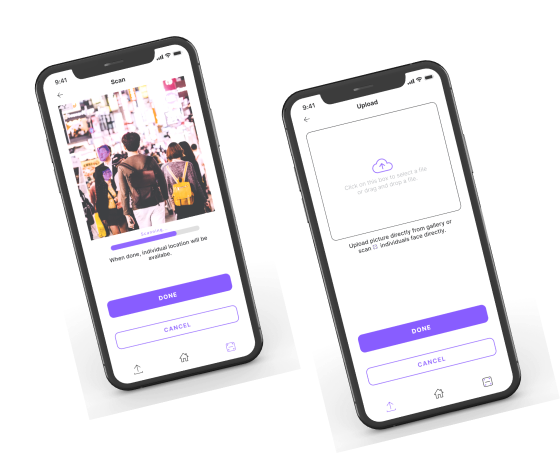 9:41
Scan
Scanning
When done, individual location will be
availabe.
DONE
CANCEL
9:41
Upload
Click on this box to select a file
or drag and drop a file.
Upload picture directly from gallery or
scan individuals face directly.
DONE
CANCEL